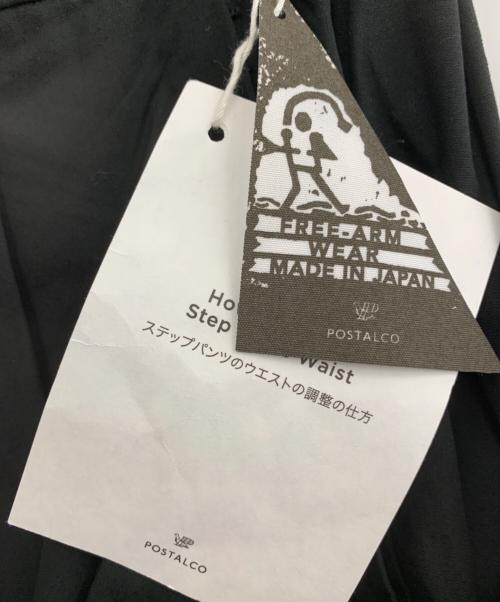 FREE-ARM
WEAR
MADE IN JAPAN
POSTALCO
Step Waist
ステップパンツのウエストの調整の仕方
POSTALCO